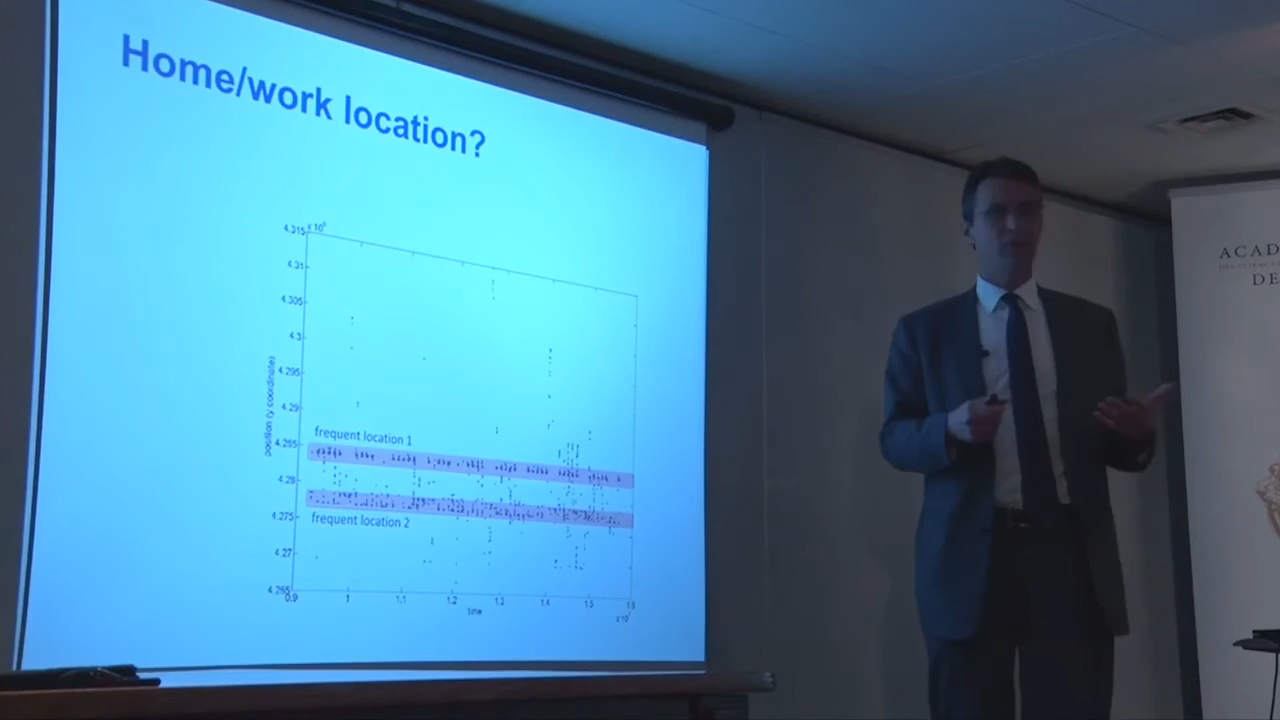 Home/work location?
4.315
4.31
4.305
4.3
4.295
4.29
4.285
4.28
4.275
4.27
4.265
position (y coordinate)
frequent location 1
frequent location 2
0.9
1
1.1
1.2
1.3
1.4
1.5
1.6
time
ACAD
DE